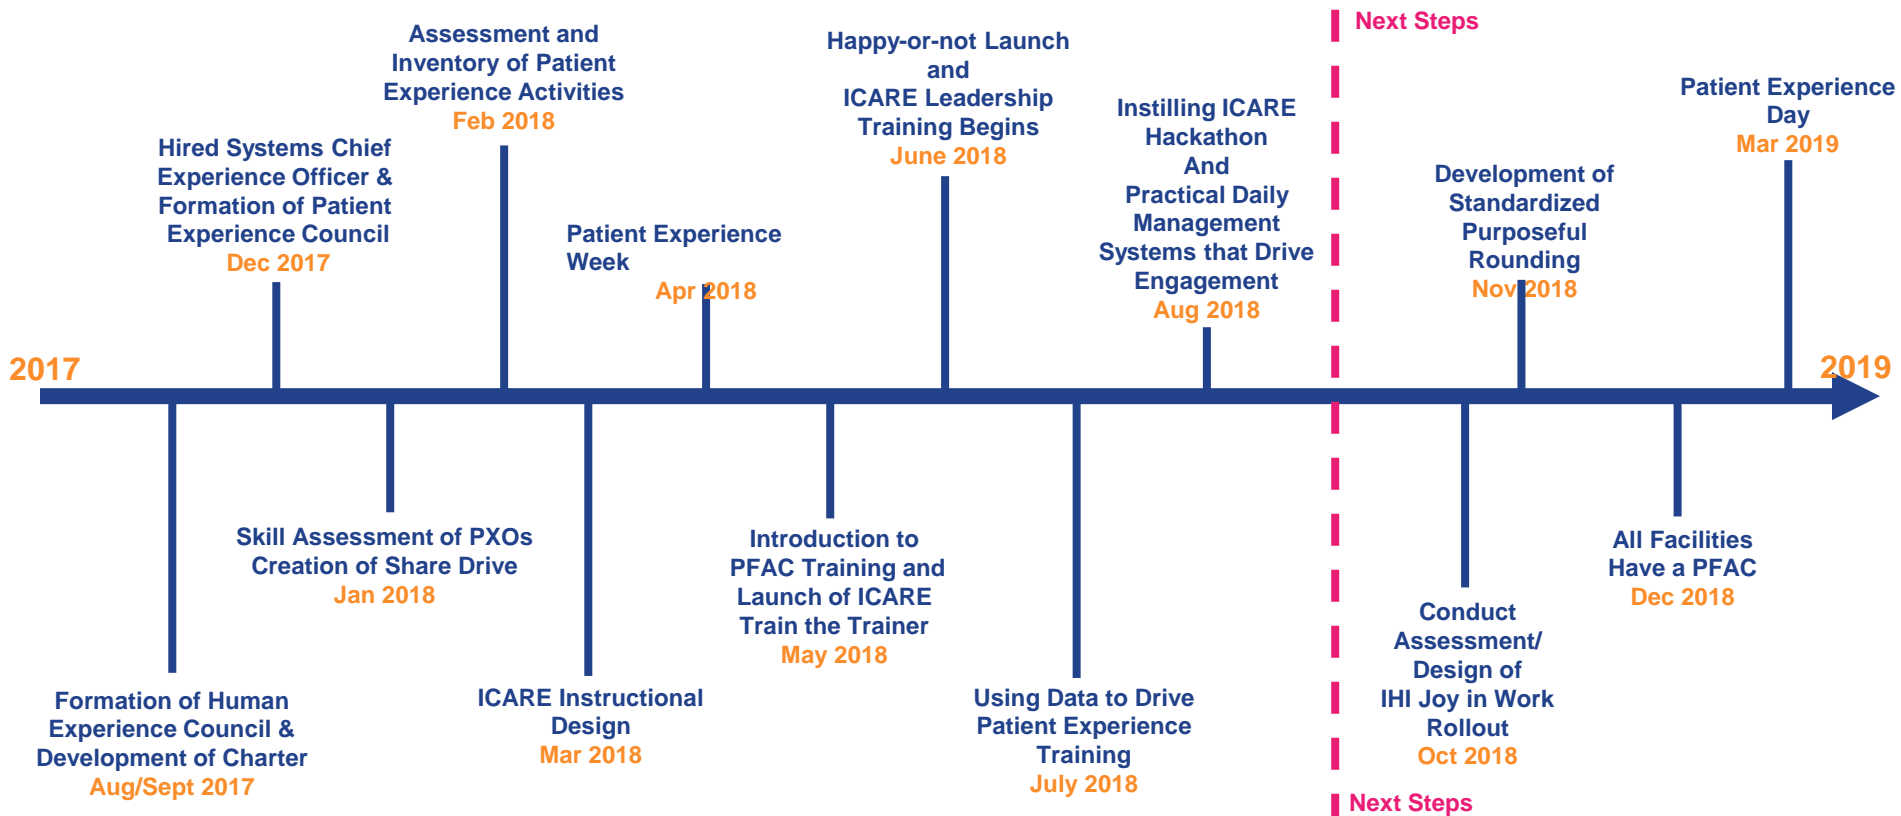 Next Steps
Assessment and
Inventory of Patient
Experience Activities
Feb 2018
Happy-or-not Launch
and
ICARE Leadership
Training Begins
June 2018
Patient Experience
Day
Mar 2019
Instilling ICARE
Hackathon
And
Practical Daily
Management
Systems that Drive
Engagement
Aug 2018
Hired Systems Chief
Experience Officer &
Formation of Patient
Experience Council
Dec 2017
Development of
Standardized
Purposeful
Rounding
Nov 2018
Patient Experience
Week
Apr 2018
2017
2019
Skill Assessment of PXOs
Creation of Share Drive
Jan 2018
Introduction to
PFAC Training and
Launch of ICARE
Train the Trainer
May 2018
All Facilities
Have a PFAC
Dec 2018
Conduct
Assessment/
Design of
IHI Joy in Work
Rollout
Oct 2018
Formation of Human
Experience Council &
Development of Charter
Aug/Sept 2017
ICARE Instructional
Design
Mar 2018
Using Data to Drive
Patient Experience
Training
July 2018
Next Steps